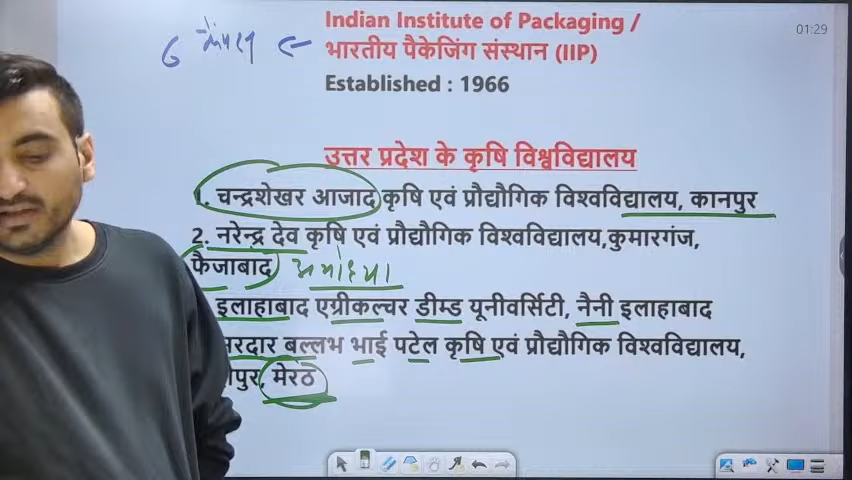 Indian Institute of Packaging /
भारतीय पैकेजिंग संस्थान (IIP)
Established : 1966
01:29
6
उत्तर प्रदेश के कृषि विश्वविद्यालय
1. चन्द्रशेखर आजाद कृषि एवं प्रौद्यौगिक विश्वविद्यालय, कानपुर
2. नरेन्द्र देव कृषि एवं प्रौद्यौगिक विश्वविद्यालय,कुमारगंज,
फैजाबाद अयोध्या
इलाहाबाद एग्रीकल्चर डीम्ड यूनीवर्सिटी, नैनी इलाहाबाद
सरदार बल्लभ भाई पटेल कृषि एवं प्रौद्यौगिक विश्वविद्यालय,
मेरठ